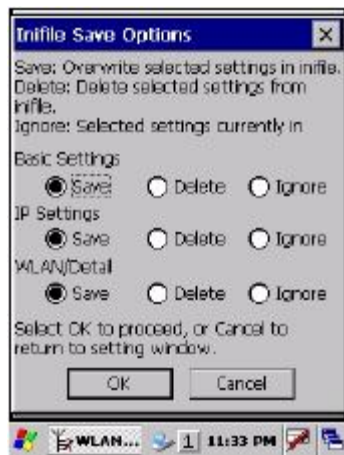 Inifile Save Options
Save: Overwrite selected settings in inifile.
Delete: Delete selected settings from
inifile.
Ignore: Selected settings currently in
Basic Settings
Save Delete Ignore
IP Settings
Save Delete Ignore
WLAN/Detail
Save Delete Ignore
Select OK to proceed, or Cancel to
return to setting window.
OK Cancel
WLAN... 1 11:33 PM